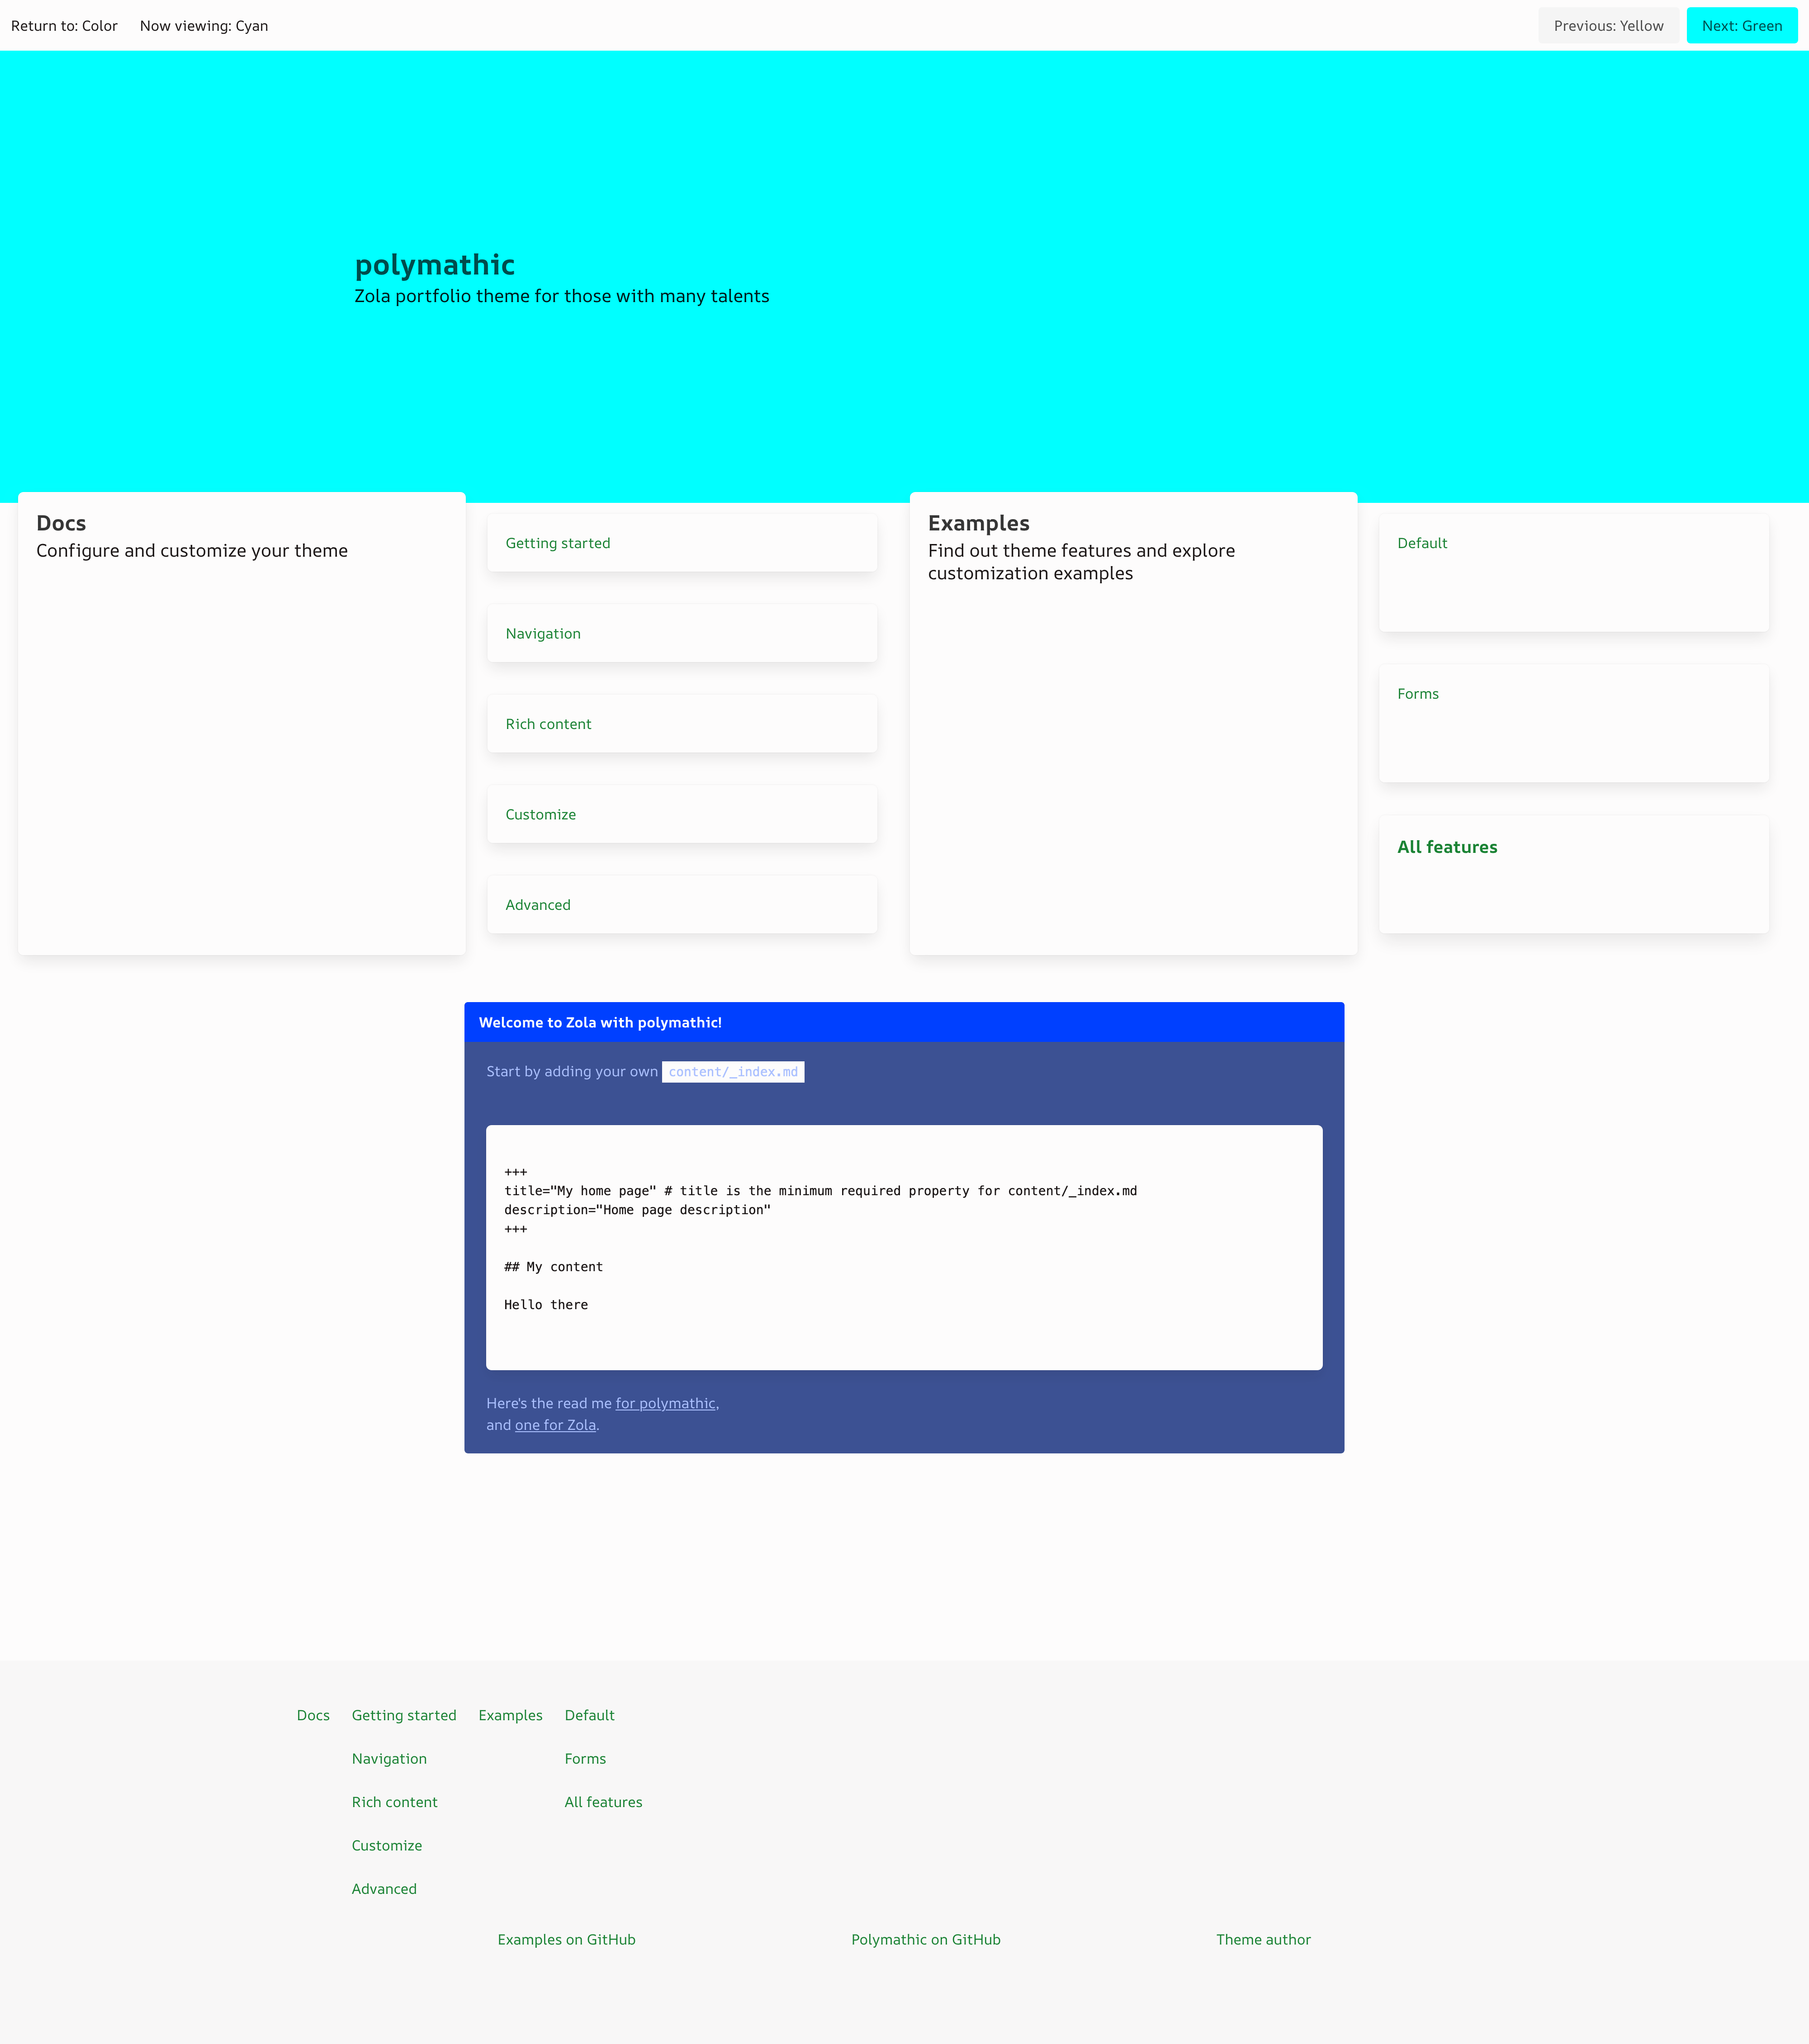 Return to: Color
Now viewing: Cyan
Previous: Yellow
Next: Green
polymathic
Zola portfolio theme for those with many talents
Docs
Configure and customize your theme
Getting started
Navigation
Rich content
Customize
Advanced
Examples
Find out theme features and explore
customization examples
Default
Forms
All features
Welcome to Zola with polymathic!
Start by adding your own content/_index.md
+++
title="My home page" # title is the minimum required property for content/_index.md
description="Home page description"
+++
## My content
Hello there
Here's the read me for polymathic,
and one for Zola.
Docs
Getting started
Navigation
Rich content
Customize
Advanced
Examples
Default
Forms
All features
Examples on GitHub
Polymathic on GitHub
Theme author